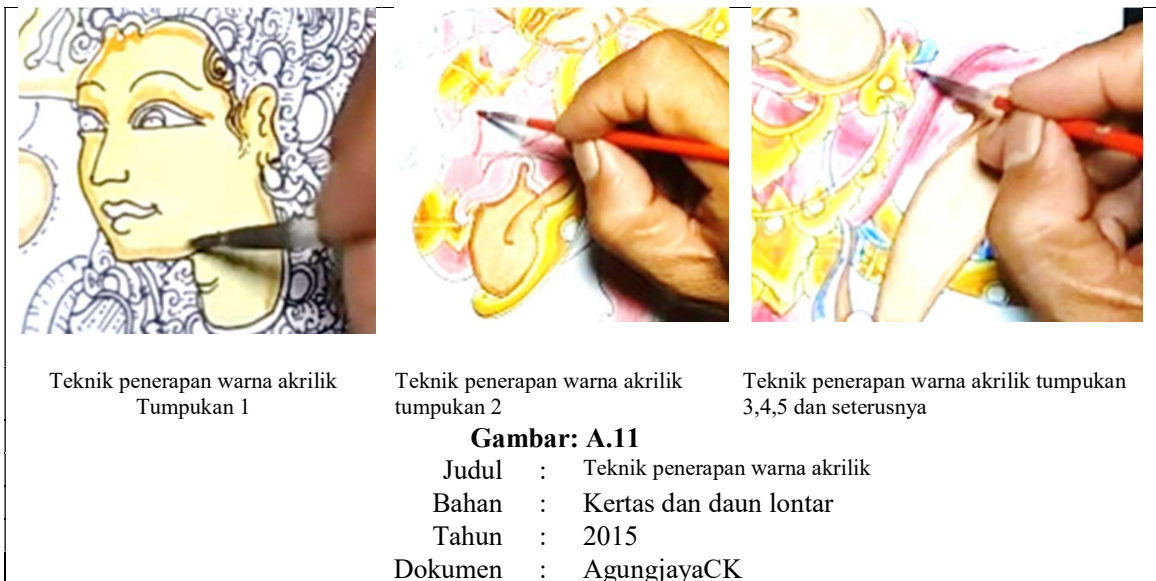 Teknik penerapan warna akrilik
Tumpukan 1
Teknik penerapan warna akrilik
tumpukan 2
Teknik penerapan warna akrilik tumpukan
3,4,5 dan seterusnya
Gambar: A.11
Judul : Teknik penerapan warna akrilik
Bahan : Kertas dan daun lontar
Tahun : 2015
Dokumen : AgungjayaCK